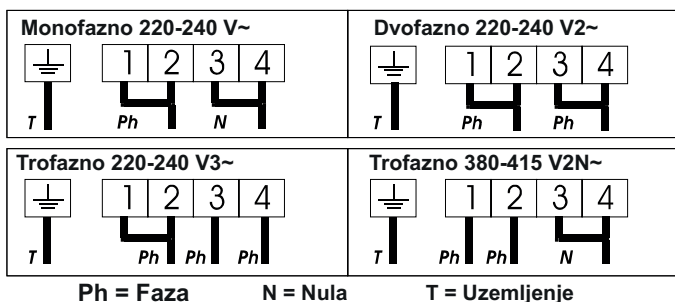 Monofazno 220-240 V~
1 2 3 4
T Ph N
Dvofazno 220-240 V2~
1 2 3 4
T Ph Ph
Trofazno 220-240 V3~
1 2 3 4
T Ph Ph Ph
Trofazno 380-415 V2N~
1 2 3 4
T Ph Ph N
Ph = Faza N = Nula T = Uzemljenje